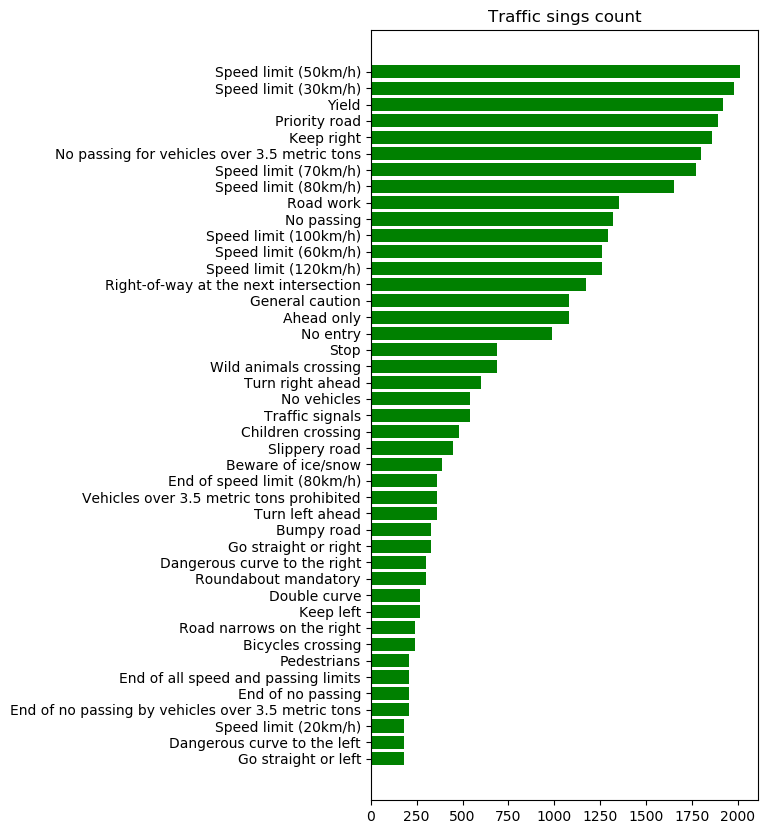 Traffic sings count
Speed limit (50km/h)
Speed limit (30km/h)
Yield
Priority road
Keep right
No passing for vehicles over 3.5 metric tons
Speed limit (70km/h)
Speed limit (80km/h)
Road work
No passing
Speed limit (100km/h)
Speed limit (60km/h)
Speed limit (120km/h)
Right-of-way at the next intersection
General caution
Ahead only
No entry
Stop
Wild animals crossing
Turn right ahead
No vehicles
Traffic signals
Children crossing
Slippery road
Beware of ice/snow
End of speed limit (80km/h)
Vehicles over 3.5 metric tons prohibited
Turn left ahead
Bumpy road
Go straight or right
Dangerous curve to the right
Roundabout mandatory
Double curve
Keep left
Road narrows on the right
Bicycles crossing
Pedestrians
End of all speed and passing limits
End of no passing
End of no passing by vehicles over 3.5 metric tons
Speed limit (20km/h)
Dangerous curve to the left
Go straight or left
0 250 500 750 1000 1250 1500 1750 2000